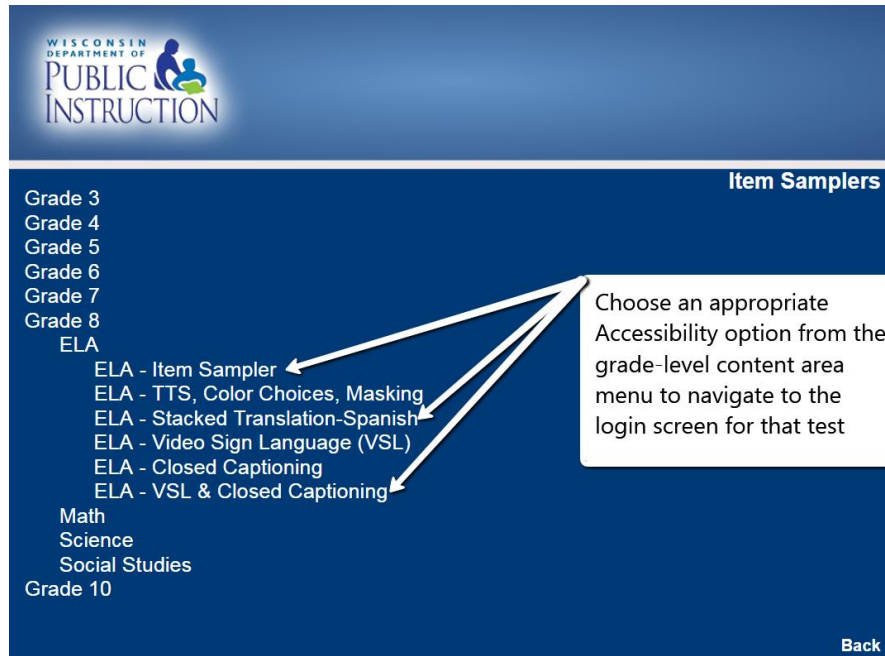 WISCONSIN
DEPARTMENT OF
PUBLIC
INSTRUCTION
Item Samplers
Grade 3
Grade 4
Grade 5
Grade 6
Grade 7
Grade 8
ELA
ELA - Item Sampler
ELA - TTS, Color Choices, Masking
ELA - Stacked Translation-Spanish
ELA - Video Sign Language (VSL)
ELA - Closed Captioning
ELA - VSL & Closed Captioning
Math
Science
Social Studies
Grade 10
Choose an appropriate
Accessibility option from the
grade-level content area
menu to navigate to the
login screen for that test
Back